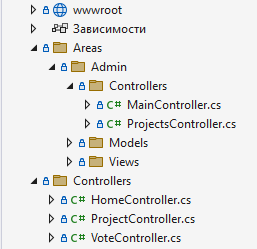 wwwroot
Зависимости
Areas
Admin
Controllers
C# MainController.cs
C# ProjectsController.cs
Models
Views
Controllers
C# HomeController.cs
C# ProjectController.cs
C# VoteController.cs